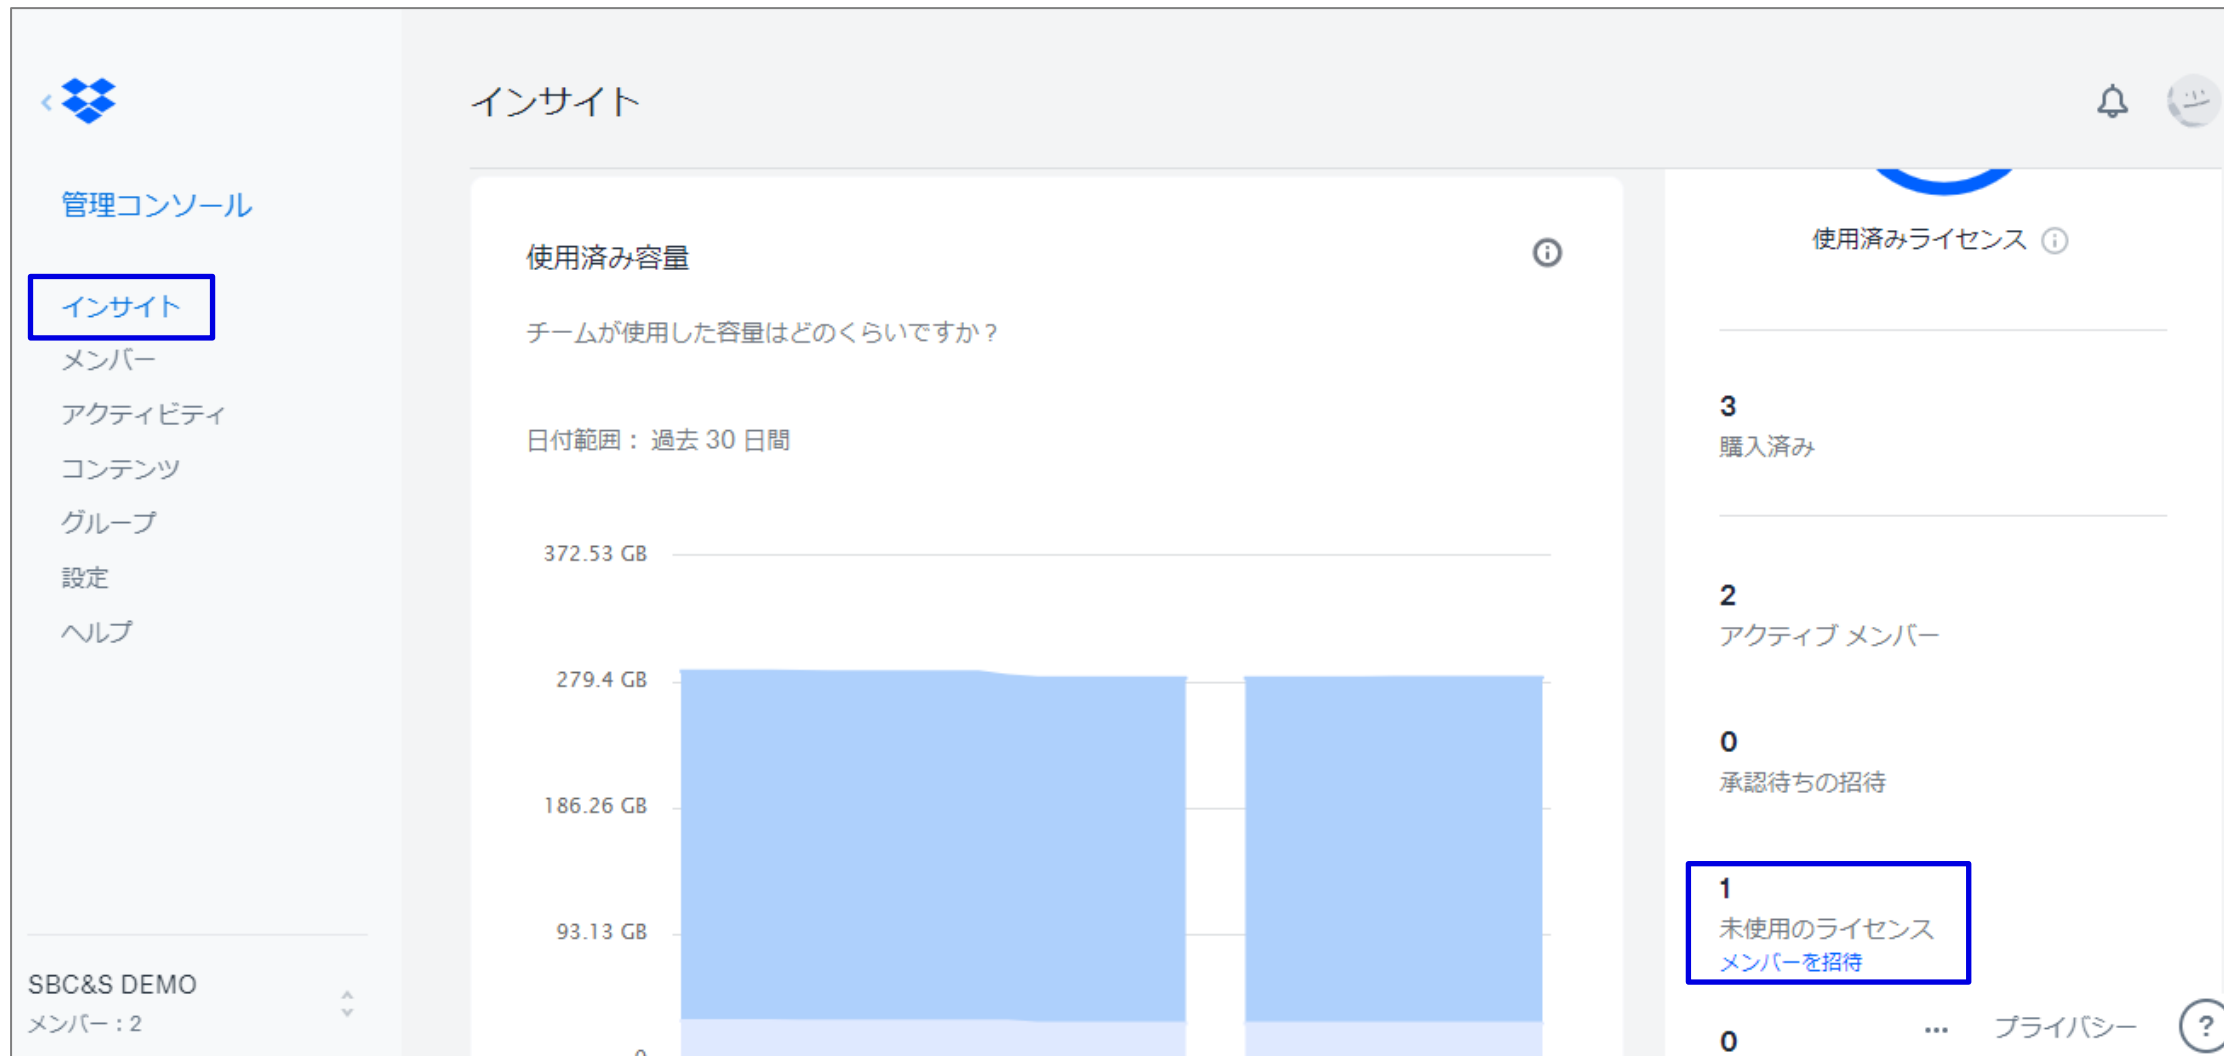 インサイト
管理コンソール
インサイト
メンバー
アクティビティ
コンテンツ
グループ
設定
ヘルプ
SBC&S DEMO
メンバー：2
使用済み容量
チームが使用した容量はどのくらいですか？
日付範囲： 過去 30 日間
372.53 GB
279.4 GB
186.26 GB
93.13 GB
0
使用済みライセンス
3
購入済み
2
アクティブ メンバー
0
承認待ちの招待
1
未使用のライセンス
メンバーを招待
0
... プライバシー ?